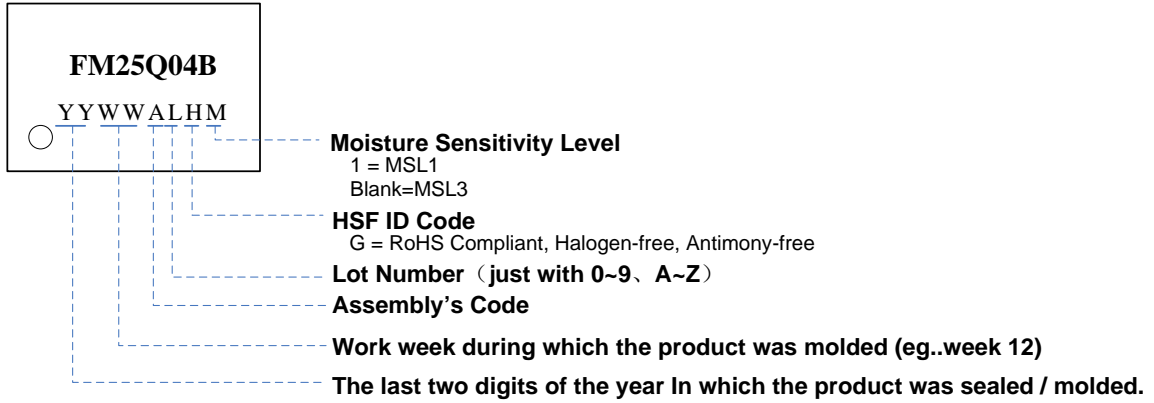 FM25Q04B
YYWWALHM
Moisture Sensitivity Level
1 = MSL1
Blank=MSL3
HSF ID Code
G = RoHS Compliant, Halogen-free, Antimony-free
Lot Number（just with 0~9、A~Z）
Assembly’s Code
Work week during which the product was molded (eg..week 12)
The last two digits of the year In which the product was sealed / molded.